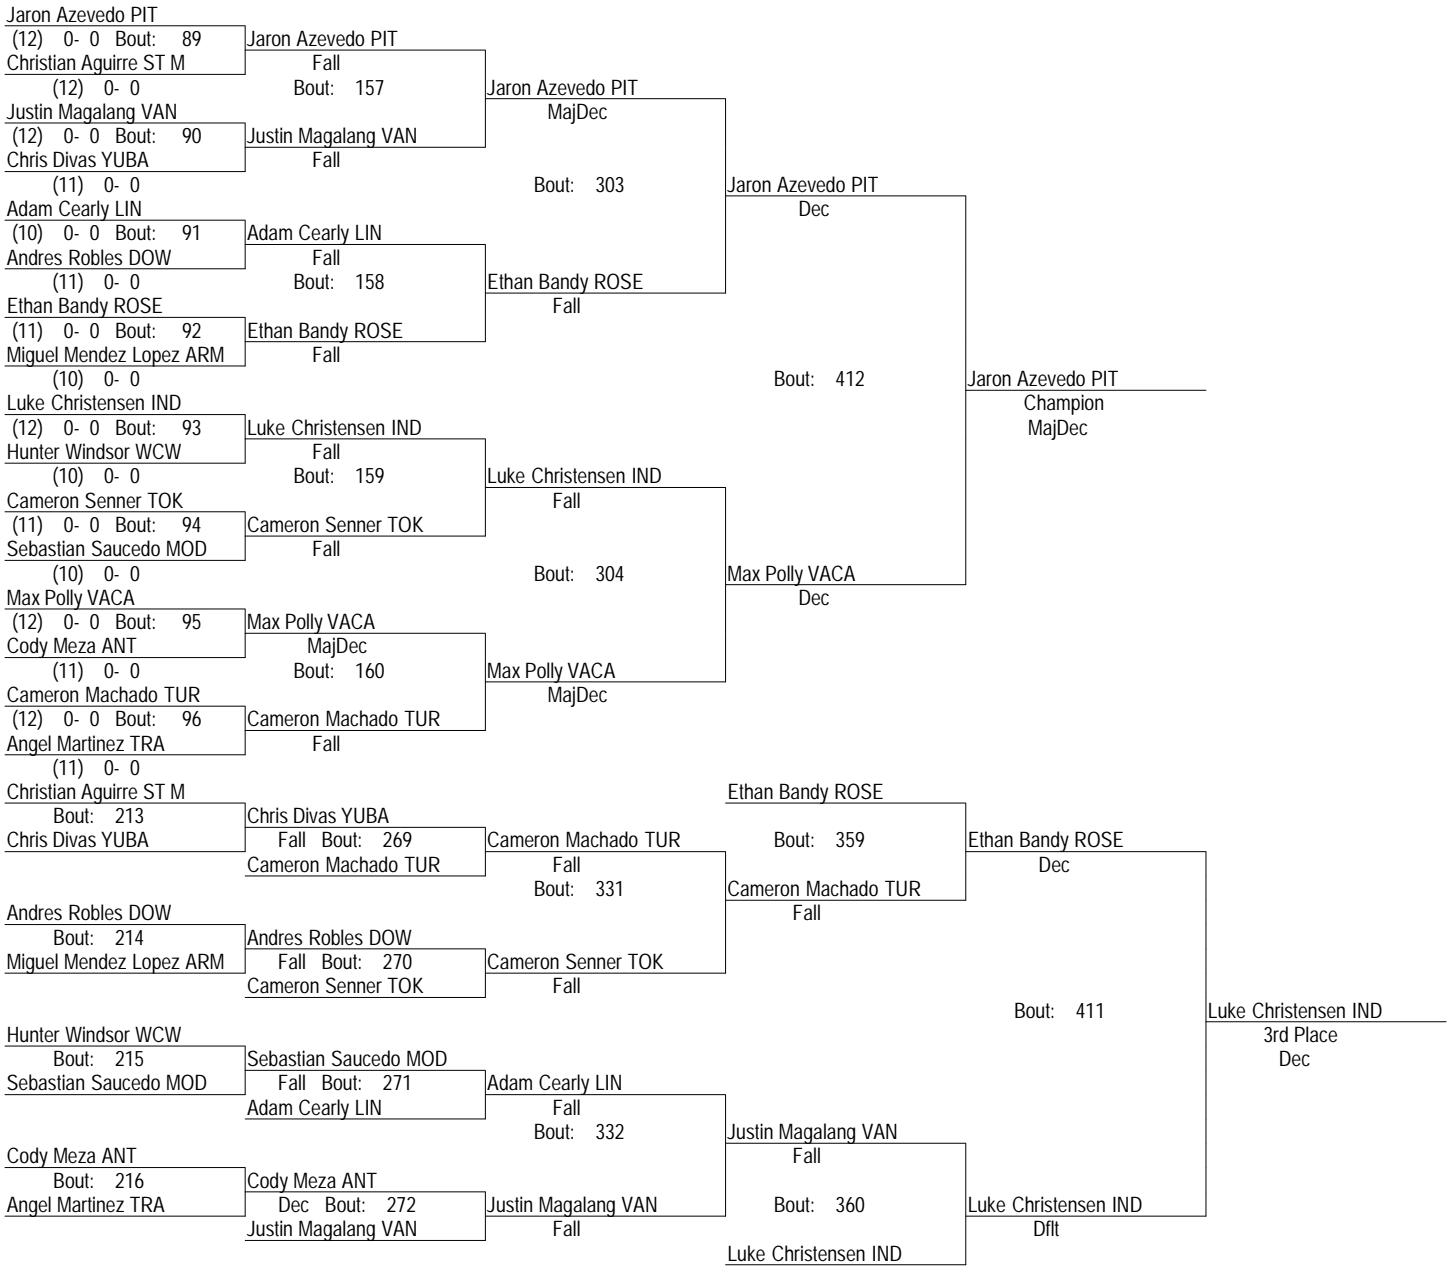 Jaron Azevedo PIT
(12) 0- 0 Bout: 89 Jaron Azevedo PIT
Christian Aguirre ST M Fall
(12) 0- 0 Bout: 157 Jaron Azevedo PIT
Justin Magalang VAN MajDec
(12) 0- 0 Bout: 90 Justin Magalang VAN
Chris Divas YUBA Fall
(11) 0- 0 Bout: 303 Jaron Azevedo PIT
Adam Cearly LIN Dec
(10) 0- 0 Bout: 91 Adam Cearly LIN
Andres Robles DOW Fall
(11) 0- 0 Bout: 158 Ethan Bandy ROSE
Ethan Bandy ROSE Fall
(11) 0- 0 Bout: 92 Ethan Bandy ROSE
Miguel Mendez Lopez ARM Fall
(10) 0- 0 Bout: 412 Jaron Azevedo PIT
Luke Christensen IND Champion
(12) 0- 0 Bout: 93 Luke Christensen IND MajDec
Hunter Windsor WCW Fall
(10) 0- 0 Bout: 159 Luke Christensen IND
Cameron Senner TOK Fall
(11) 0- 0 Bout: 94 Cameron Senner TOK
Sebastian Saucedo MOD Fall
(10) 0- 0 Bout: 304 Max Polly VACA
Max Polly VACA Dec
(12) 0- 0 Bout: 95 Max Polly VACA
Cody Meza ANT MajDec
(11) 0- 0 Bout: 160 Max Polly VACA
Cameron Machado TUR MajDec
(12) 0- 0 Bout: 96 Cameron Machado TUR
Angel Martinez TRA Fall
(11) 0- 0
Christian Aguirre ST M Ethan Bandy ROSE
Bout: 213 Chris Divas YUBA
Chris Divas YUBA Fall Bout: 269 Cameron Machado TUR Bout: 359 Ethan Bandy ROSE
Cameron Machado TUR Fall Dec
Bout: 331 Cameron Machado TUR
Andres Robles DOW Fall
Bout: 214 Andres Robles DOW
Miguel Mendez Lopez ARM Fall Bout: 270 Cameron Senner TOK
Cameron Senner TOK Fall
Bout: 411 Luke Christensen IND
Hunter Windsor WCW 3rd Place
Bout: 215 Sebastian Saucedo MOD Dec
Sebastian Saucedo MOD Fall Bout: 271 Adam Cearly LIN
Adam Cearly LIN Fall
Bout: 332 Justin Magalang VAN
Cody Meza ANT Fall
Bout: 216 Cody Meza ANT
Angel Martinez TRA Dec Bout: 272 Justin Magalang VAN Bout: 360 Luke Christensen IND
Justin Magalang VAN Fall Dflt
Luke Christensen IND